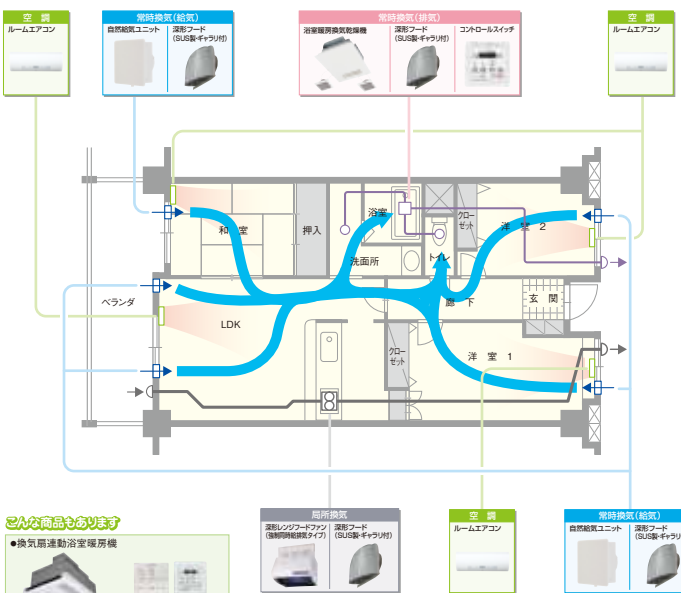 空 調
ルームエアコン
常時換気(給気)
自然給気ユニット
深形フード
(SUS製・ギャラリ付)
常時換気(排気)
浴室暖房換気乾燥機
深形フード
(SUS製・ギャラリ付)
コントロールスイッチ
空 調
ルームエアコン
和 室
押入
浴室
洗面所
トイレ
クロー
ゼット
洋 室 2
ベランダ
LDK
廊 下
玄 関
クロー
ゼット
洋 室 1
こんな商品もあります
●換気扇連動浴室暖房機
局所換気
深形レンジフードファン
(強制同時給排気タイプ)
深形フード
(SUS製・ギャラリ付)
空 調
ルームエアコン
常時換気(給気)
自然給気ユニット
深形フード
(SUS製・ギャラリ